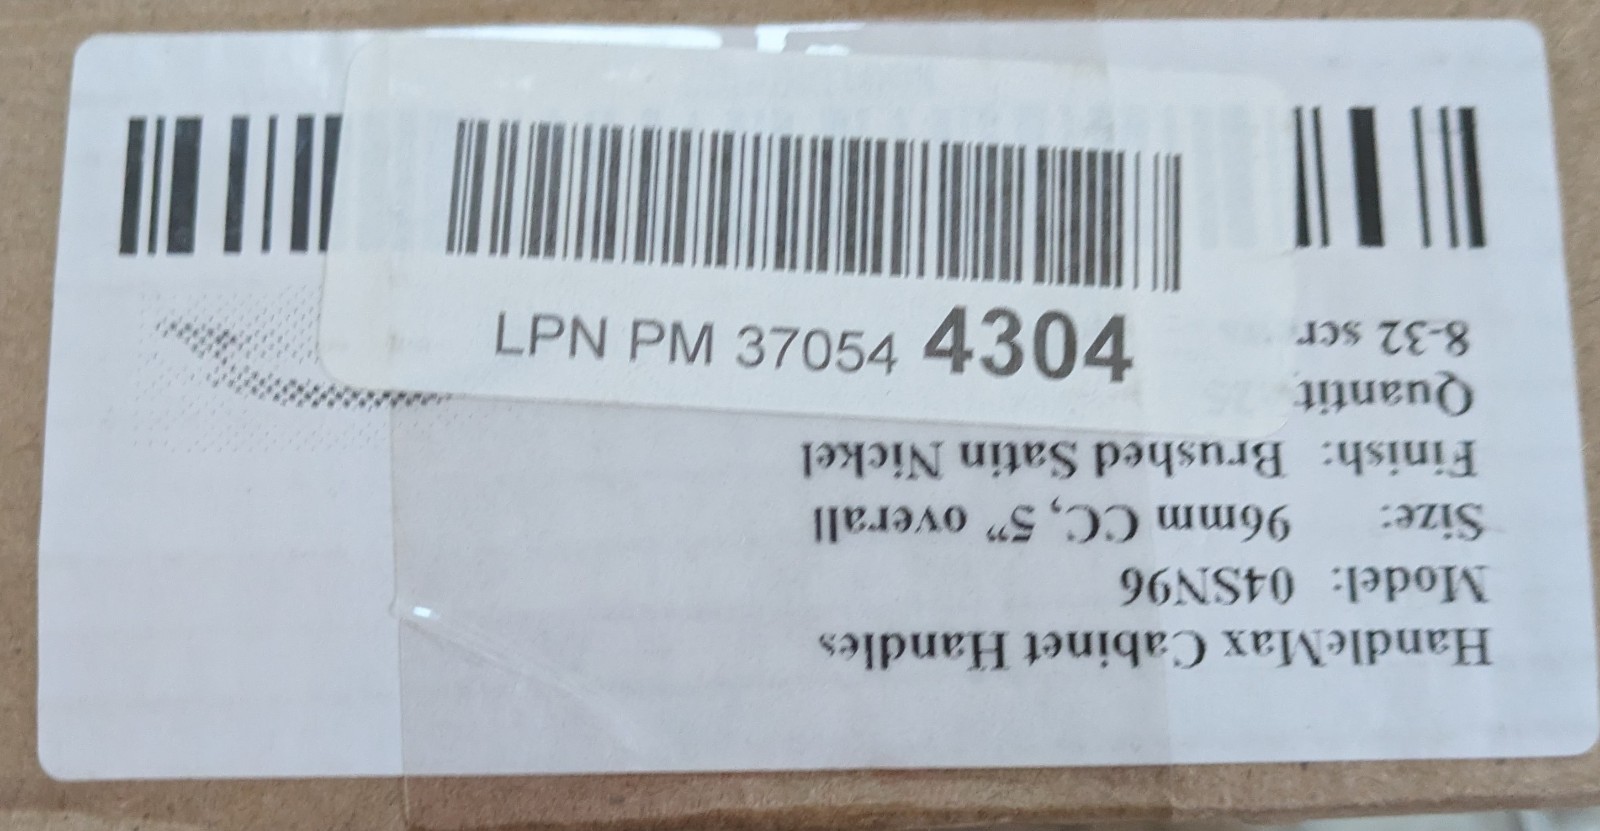 LPN PM 37054 4304
HandleMax Cabinet Handles
Model: 04SN96
Size: 96mm CC, 5” overall
Finish: Brushed Satin Nickel
Quantit
8-32 scr